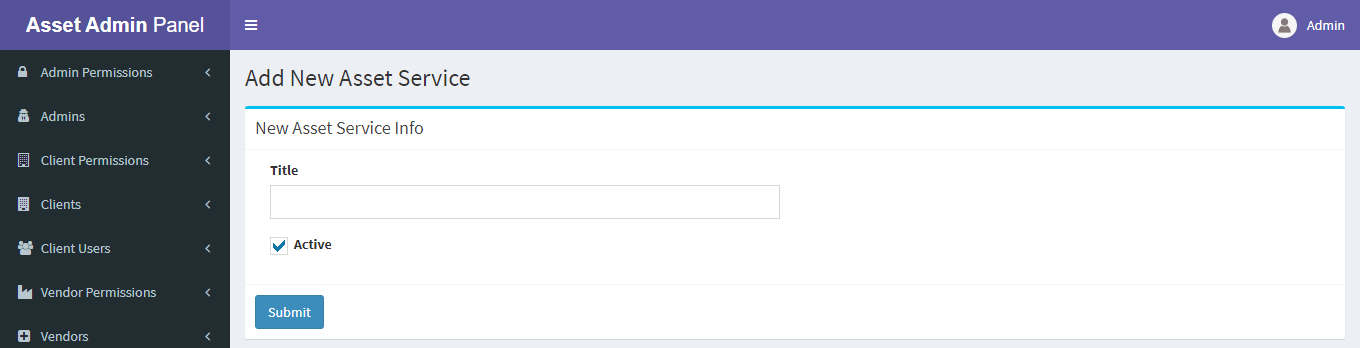 Asset Admin Panel
Admin
Admin Permissions
Admins
Client Permissions
Clients
Client Users
Vendor Permissions
Vendors
Add New Asset Service
New Asset Service Info
Title
Active
Submit